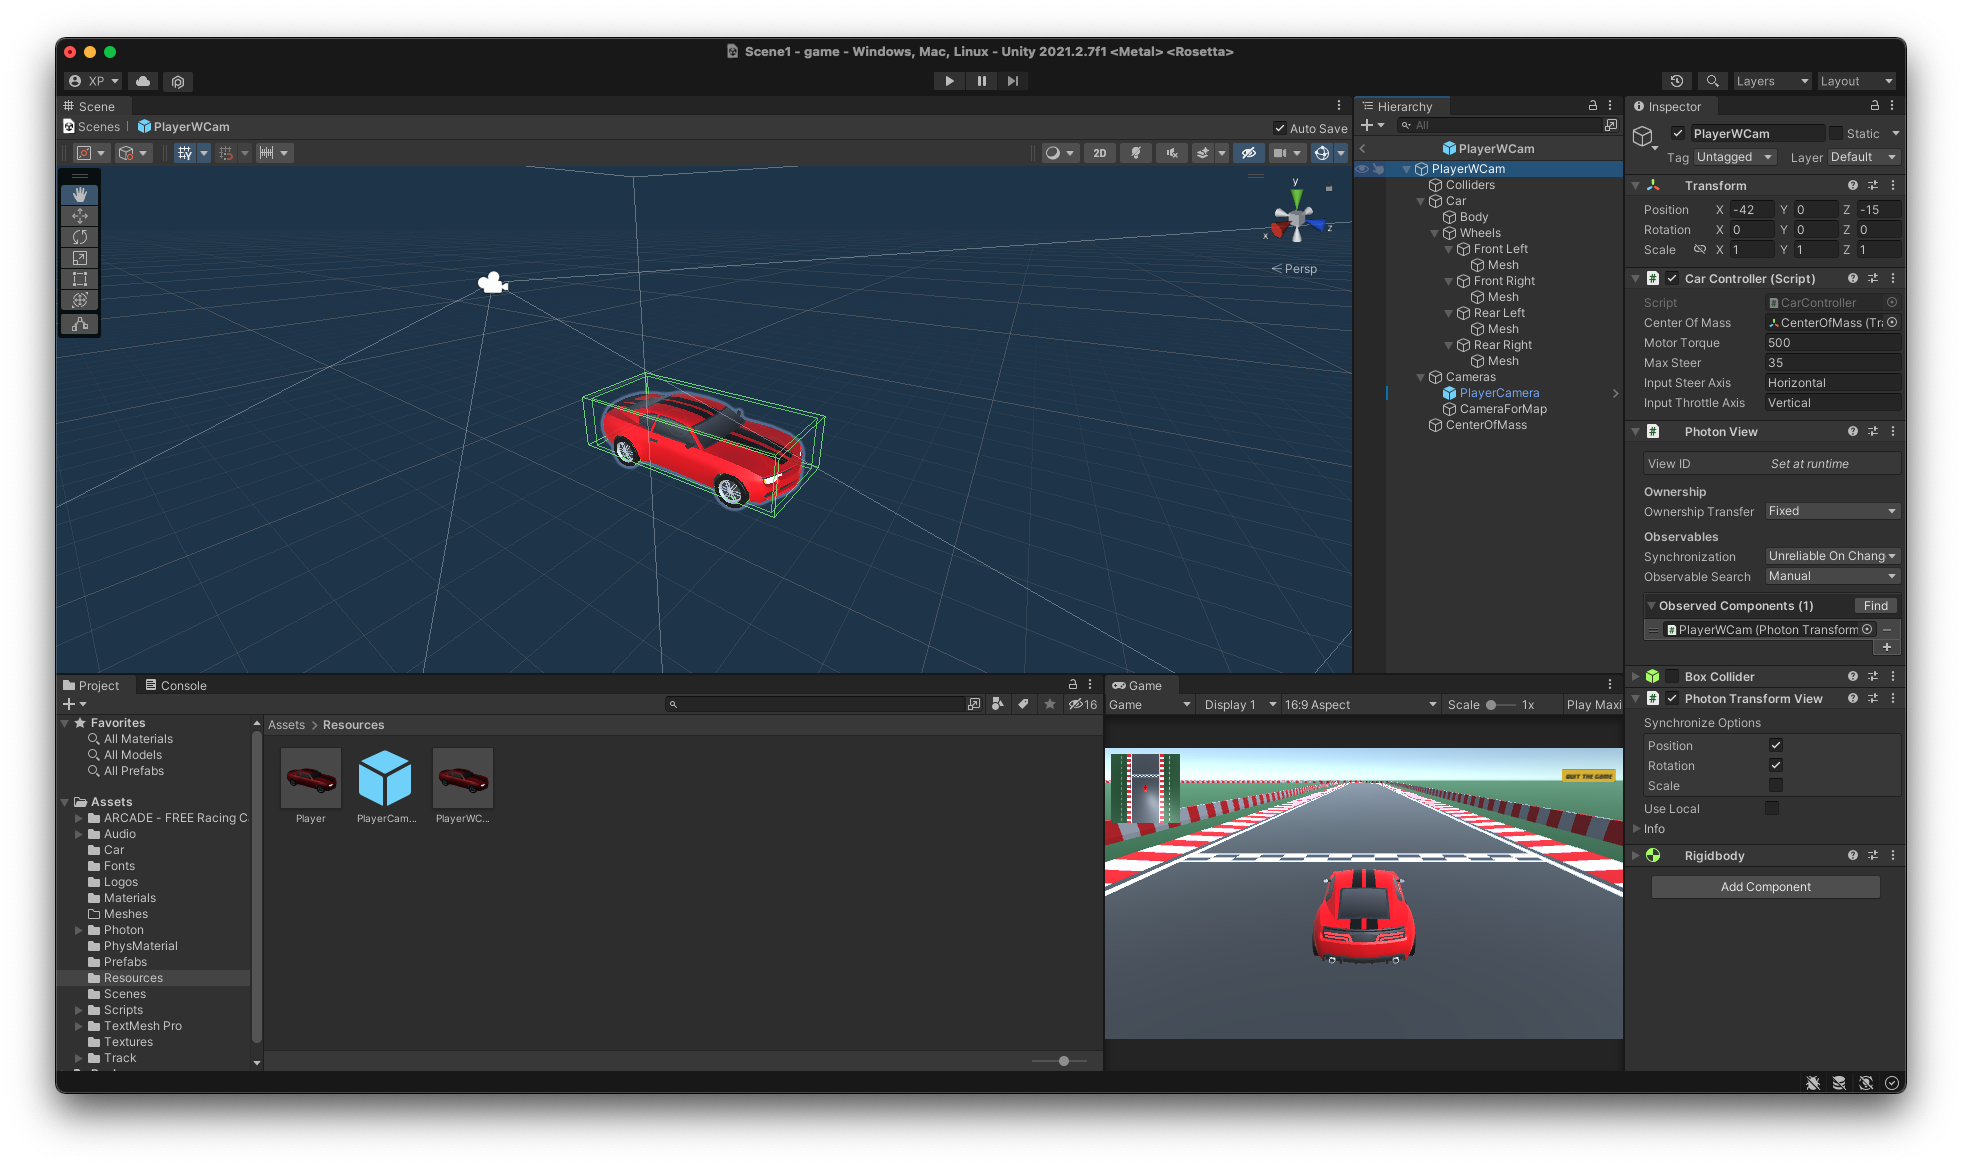 Scene1 - game - Windows, Mac, Linux - Unity 2021.2.7f1 <Metal> <Rosetta>
XP
Layers
Layout
Scene
Scenes
PlayerWCam
Auto Save
2D
y
x
z
< Persp
Hierarchy
All
PlayerWCam
PlayerWCam
Colliders
Car
Body
Wheels
Front Left
Mesh
Front Right
Mesh
Rear Left
Mesh
Rear Right
Mesh
Cameras
PlayerCamera
CameraForMap
CenterOfMass
Inspector
PlayerWCam
Static
Tag Untagged
Layer Default
Transform
Position X -42 Y 0 Z -15
Rotation X 0 Y 0 Z 0
Scale X 1 Y 1 Z 1
Car Controller (Script)
Script CarController
Center Of Mass CenterOfMass (Tra
Motor Torque 500
Max Steer 35
Input Steer Axis Horizontal
Input Throttle Axis Vertical
Photon View
View ID Set at runtime
Ownership
Ownership Transfer Fixed
Observables
Synchronization Unreliable On Chang
Observable Search Manual
Observed Components (1) Find
PlayerWCam (Photon Transform
Box Collider
Photon Transform View
Synchronize Options
Position
Rotation
Scale
Use Local
Info
Rigidbody
Add Component
Project
Console
16
Favorites
All Materials
All Models
All Prefabs
Assets
ARCADE - FREE Racing C
Audio
Car
Fonts
Logos
Materials
Meshes
Photon
PhysMaterial
Prefabs
Resources
Scenes
Scripts
TextMesh Pro
Textures
Track
Assets > Resources
Player
PlayerCam...
PlayerWC...
Game
Game
Display 1
16:9 Aspect
Scale 1x
Play Maxi
QUIT THE GAME